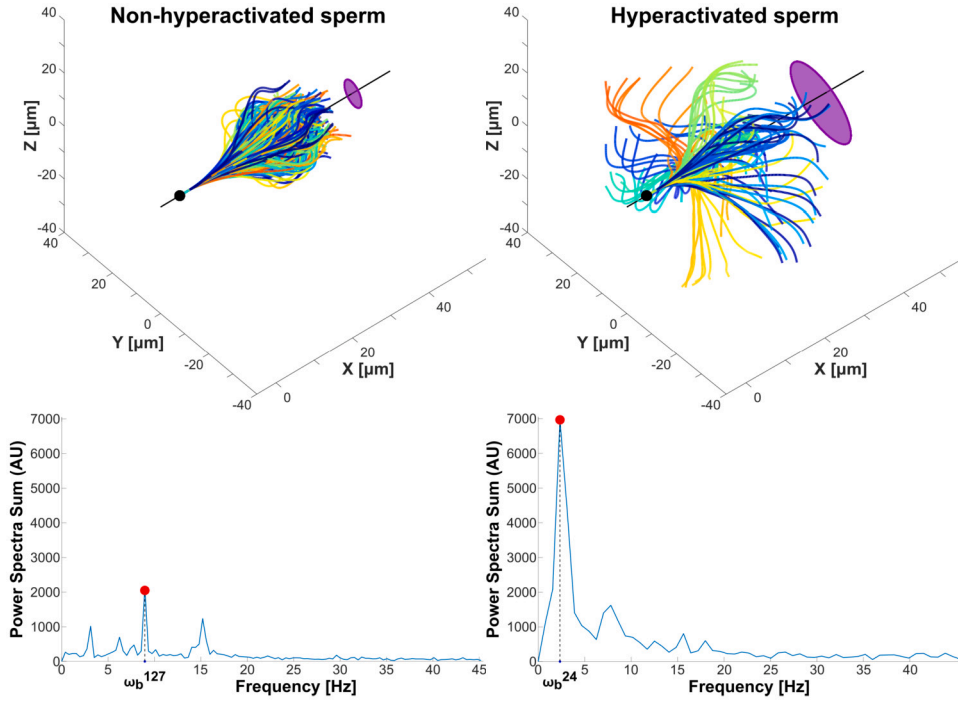 Non-hyperactivated sperm
Z [µm]
40
20
0
-20
-40
40
20
0
-20
-40
Y [µm]
0
20
40
X [µm]
Hyperactivated sperm
Z [µm]
40
20
0
-20
-40
40
20
0
-20
-40
Y [µm]
0
20
40
X [µm]
Power Spectra Sum (AU)
7000
6000
5000
4000
3000
2000
1000
0
0 5 10 15 20 25 30 35 40 45
ωb127
Frequency [Hz]
Power Spectra Sum (AU)
7000
6000
5000
4000
3000
2000
1000
0
0 5 10 15 20 25 30 35 40
ωb24
Frequency [Hz]